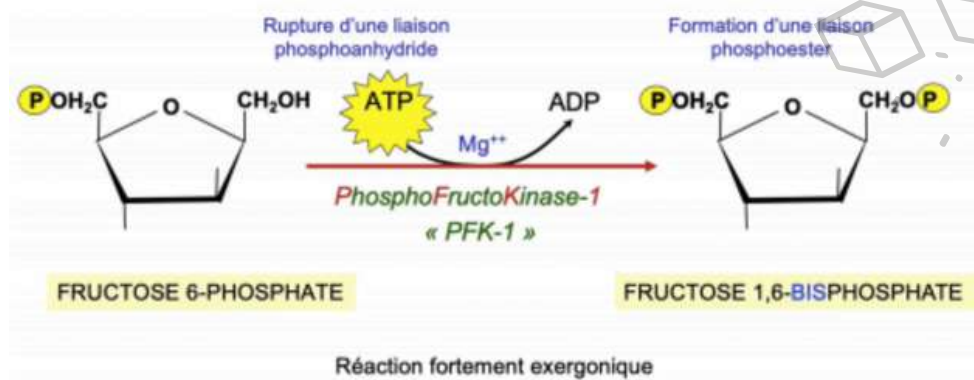 Rupture d'une liaison
phosphoanhydride
Formation d'une liaison
phosphoester
P OH₂C O CH₂OH
ATP
ADP
Mg⁺⁺
P OH₂C O CH₂O P
PhosphoFructoKinase-1
« PFK-1 »
FRUCTOSE 6-PHOSPHATE
FRUCTOSE 1,6-BISPHOSPHATE
Réaction fortement exergonique